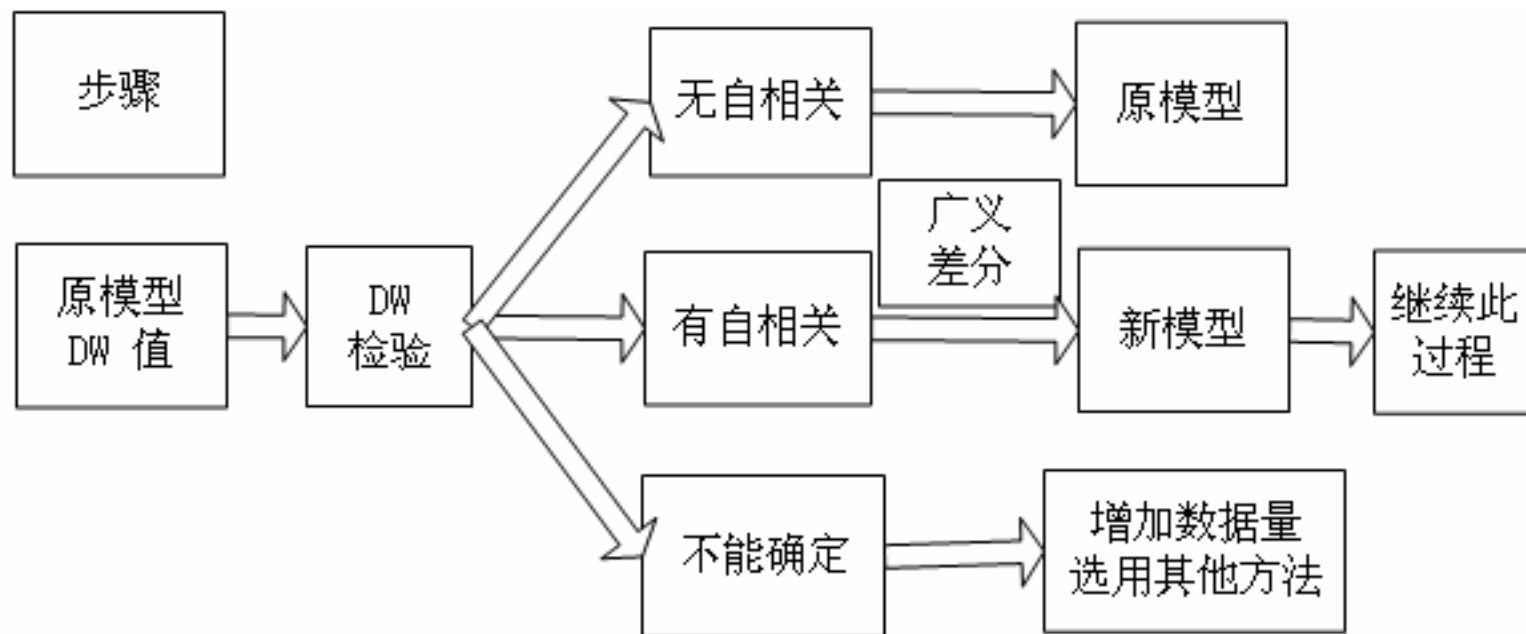 步骤
无自相关
原模型
广义
差分
原模型
DW 值
DW
检验
有自相关
新模型
继续此
过程
不能确定
增加数据量
选用其他方法